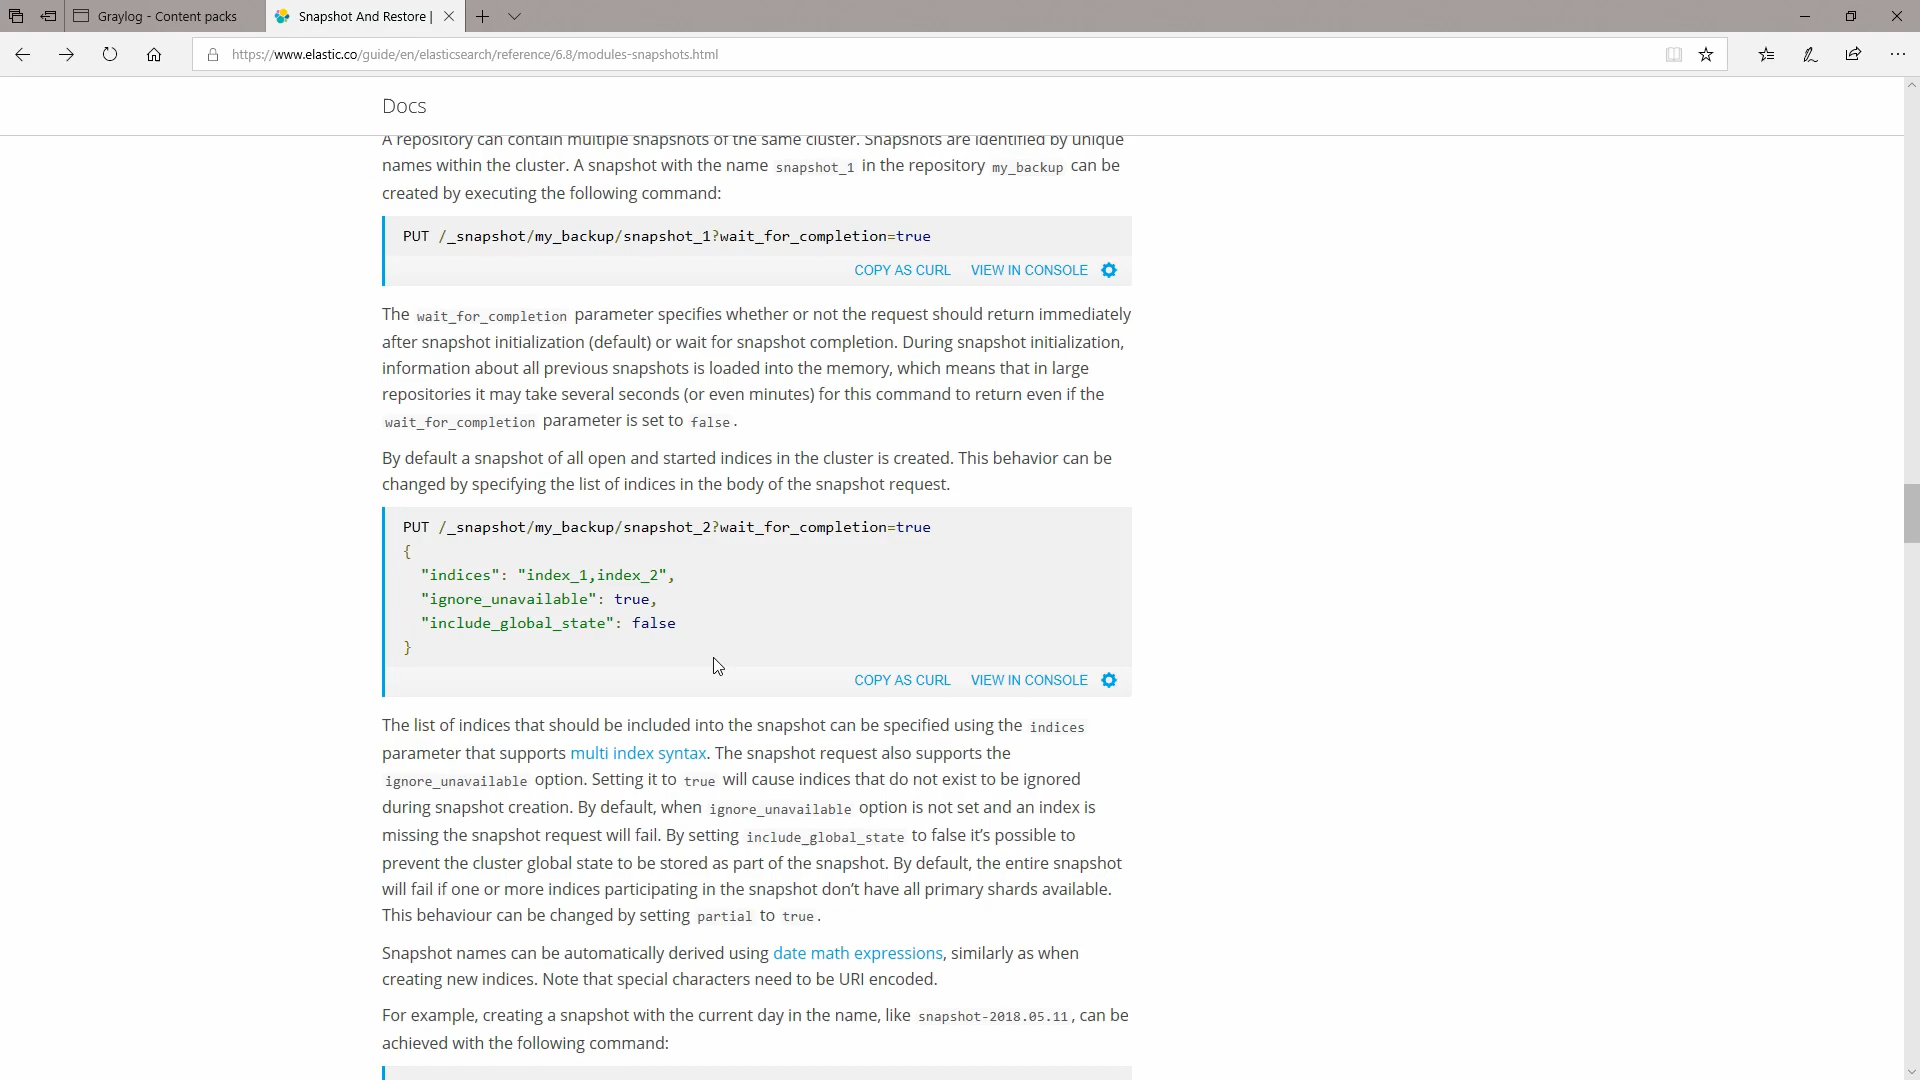 Graylog - Content packs
Snapshot And Restore |
https://www.elastic.co/guide/en/elasticsearch/reference/6.8/modules-snapshots.html
Docs
A repository can contain multiple snapshots of the same cluster. Snapshots are identified by unique
names within the cluster. A snapshot with the name snapshot_1 in the repository my_backup can be
created by executing the following command:
PUT /_snapshot/my_backup/snapshot_1?wait_for_completion=true
COPY AS CURL VIEW IN CONSOLE
The wait_for_completion parameter specifies whether or not the request should return immediately
after snapshot initialization (default) or wait for snapshot completion. During snapshot initialization,
information about all previous snapshots is loaded into the memory, which means that in large
repositories it may take several seconds (or even minutes) for this command to return even if the
wait_for_completion parameter is set to false.
By default a snapshot of all open and started indices in the cluster is created. This behavior can be
changed by specifying the list of indices in the body of the snapshot request.
PUT /_snapshot/my_backup/snapshot_2?wait_for_completion=true
{
"indices": "index_1,index_2",
"ignore_unavailable": true,
"include_global_state": false
}
COPY AS CURL VIEW IN CONSOLE
The list of indices that should be included into the snapshot can be specified using the indices
parameter that supports multi index syntax. The snapshot request also supports the
ignore_unavailable option. Setting it to true will cause indices that do not exist to be ignored
during snapshot creation. By default, when ignore_unavailable option is not set and an index is
missing the snapshot request will fail. By setting include_global_state to false it's possible to
prevent the cluster global state to be stored as part of the snapshot. By default, the entire snapshot
will fail if one or more indices participating in the snapshot don't have all primary shards available.
This behaviour can be changed by setting partial to true.
Snapshot names can be automatically derived using date math expressions, similarly as when
creating new indices. Note that special characters need to be URI encoded.
For example, creating a snapshot with the current day in the name, like snapshot-2018.05.11, can be
achieved with the following command: